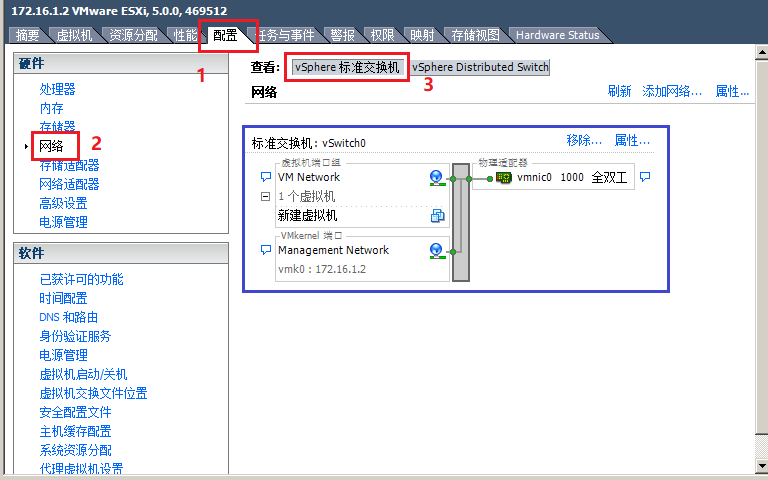 172.16.1.2 VMware ESXi, 5.0.0, 469512
摘要 虚拟机 资源分配 性能 配置 任务与事件 警报 权限 映射 存储视图 Hardware Status
1
硬件
处理器
内存
存储器
网络
2
存储适配器
网络适配器
高级设置
电源管理
软件
已获许可的功能
时间配置
DNS 和路由
身份验证服务
电源管理
虚拟机启动/关机
虚拟机交换文件位置
安全配置文件
主机缓存配置
系统资源分配
代理虚拟机设置
查看: vSphere 标准交换机 vSphere Distributed Switch
3
网络 刷新 添加网络... 属性...
标准交换机: vSwitch0 移除... 属性...
虚拟机端口组 物理适配器
VM Network vmnic0 1000 全双工
1 个虚拟机
新建虚拟机
VMkernel 端口
Management Network
vmk0 : 172.16.1.2